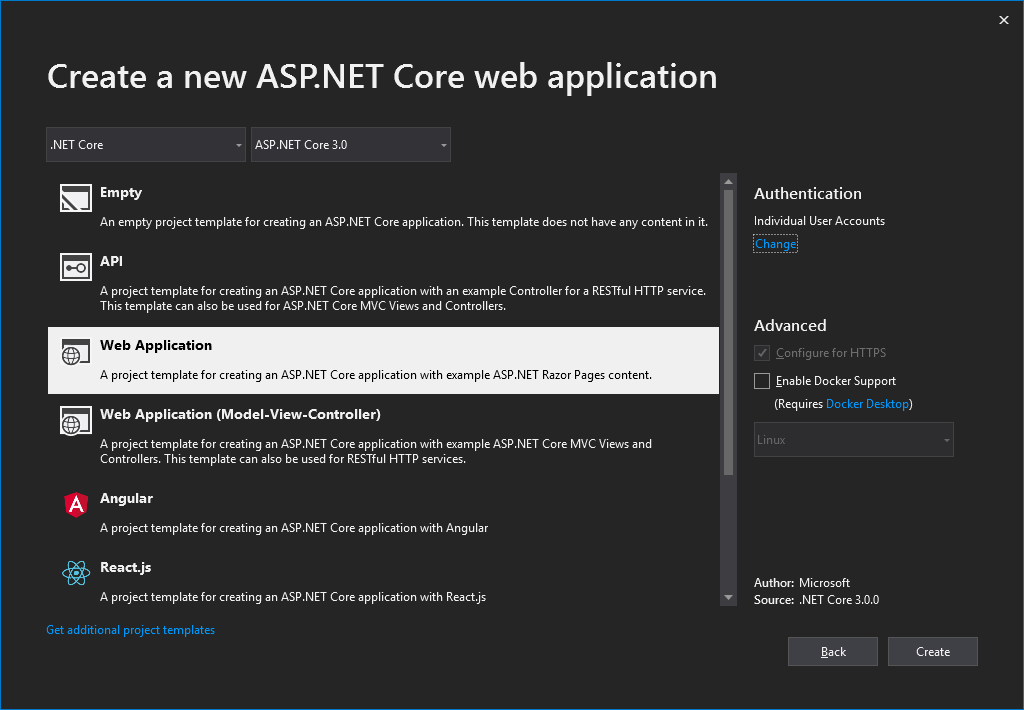 Create a new ASP.NET Core web application
.NET Core
ASP.NET Core 3.0
Empty
An empty project template for creating an ASP.NET Core application. This template does not have any content in it.
API
A project template for creating an ASP.NET Core application with an example Controller for a RESTful HTTP service.
This template can also be used for ASP.NET Core MVC Views and Controllers.
Web Application
A project template for creating an ASP.NET Core application with example ASP.NET Razor Pages content.
Web Application (Model-View-Controller)
A project template for creating an ASP.NET Core application with example ASP.NET Core MVC Views and
Controllers. This template can also be used for RESTful HTTP services.
Angular
A project template for creating an ASP.NET Core application with Angular
React.js
A project template for creating an ASP.NET Core application with React.js
Get additional project templates
Authentication
Individual User Accounts
Change
Advanced
Configure for HTTPS
Enable Docker Support
(Requires Docker Desktop)
Linux
Author: Microsoft
Source: .NET Core 3.0.0
Back
Create